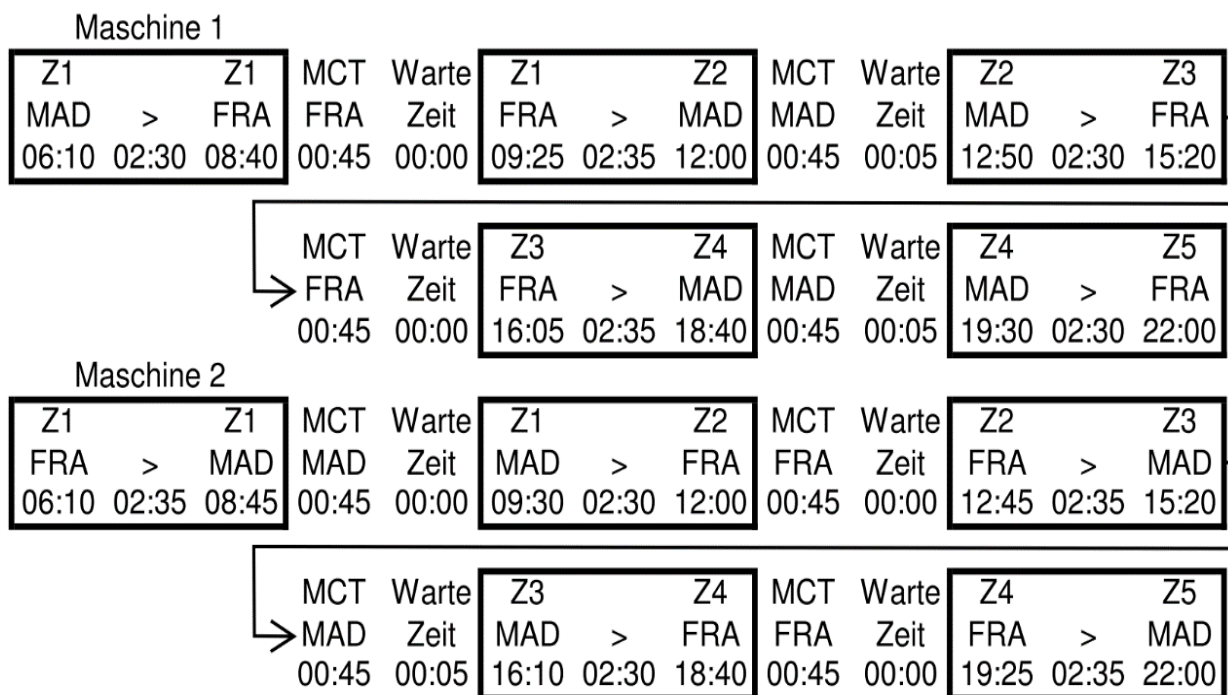 Maschine 1
Z1 Z1 MCT Warte Z1 Z2 MCT Warte Z2 Z3
MAD > FRA FRA Zeit FRA > MAD MAD Zeit MAD > FRA
06:10 02:30 08:40 00:45 00:00 09:25 02:35 12:00 00:45 00:05 12:50 02:30 15:20
MCT Warte Z3 Z4 MCT Warte Z4 Z5
FRA Zeit FRA > MAD MAD Zeit MAD > FRA
00:45 00:00 16:05 02:35 18:40 00:45 00:05 19:30 02:30 22:00
Maschine 2
Z1 Z1 MCT Warte Z1 Z2 MCT Warte Z2 Z3
FRA > MAD MAD Zeit MAD > FRA FRA Zeit FRA > MAD
06:10 02:35 08:45 00:45 00:00 09:30 02:30 12:00 00:45 00:00 12:45 02:35 15:20
MCT Warte Z3 Z4 MCT Warte Z4 Z5
MAD Zeit MAD > FRA FRA Zeit FRA > MAD
00:45 00:05 16:10 02:30 18:40 00:45 00:00 19:25 02:35 22:00